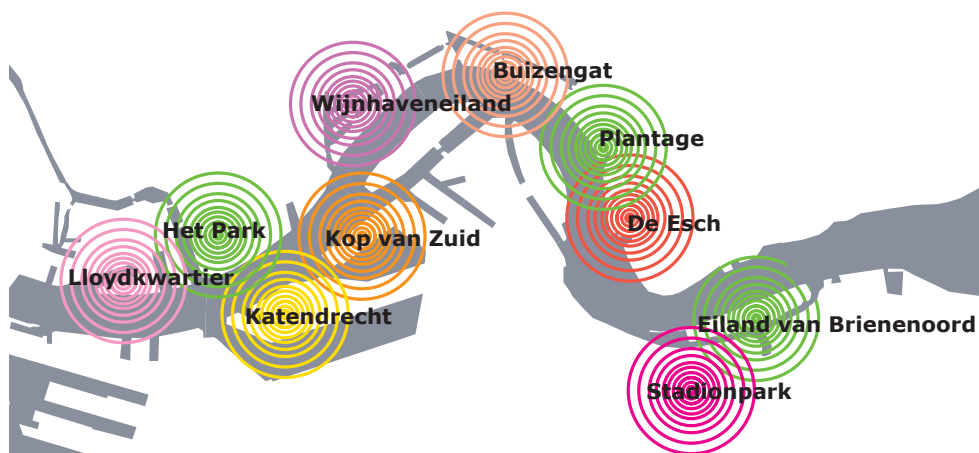 Buizengat
Wijnhaveneiland
Plantage
De Esch
Het Park
Kop van Zuid
Lloydkwartier
Katendrecht
Eiland van Brienenoord
Stadionpark